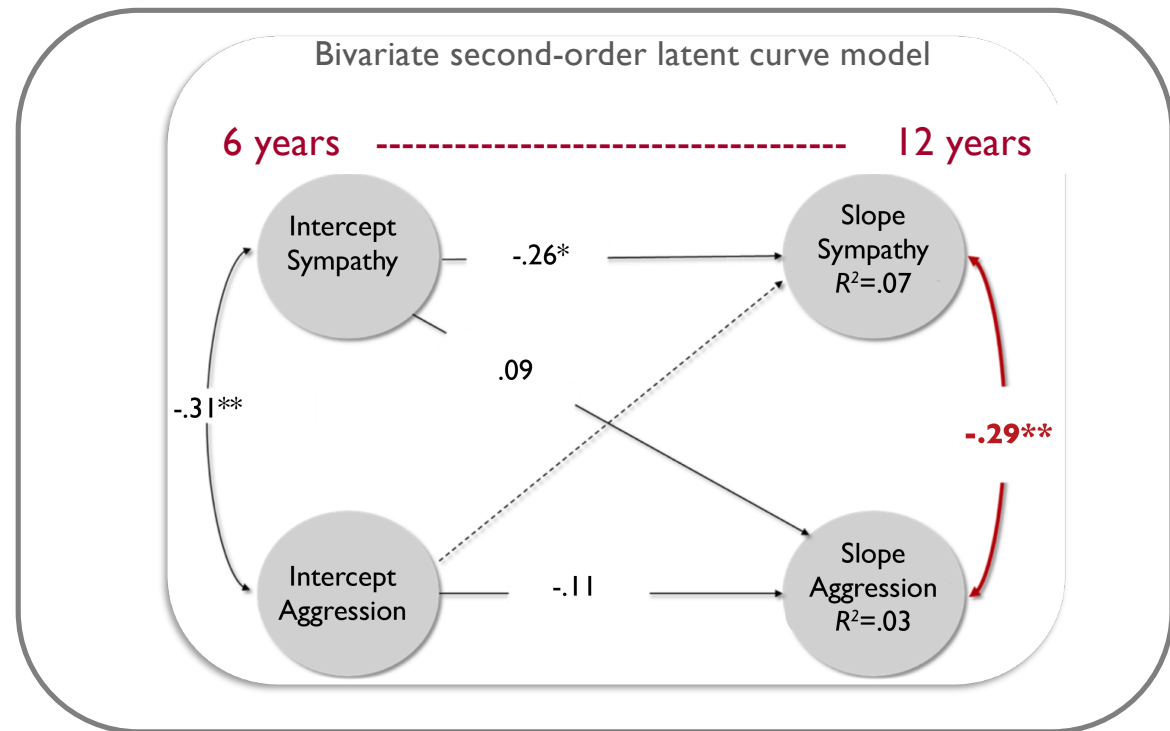 Bivariate second-order latent curve model
6 years ------------------------------------ 12 years
Intercept
Sympathy
-.26*
Slope
Sympathy
R²=.07
.09
-.31**
-.29**
Intercept
Aggression
-.11
Slope
Aggression
R²=.03